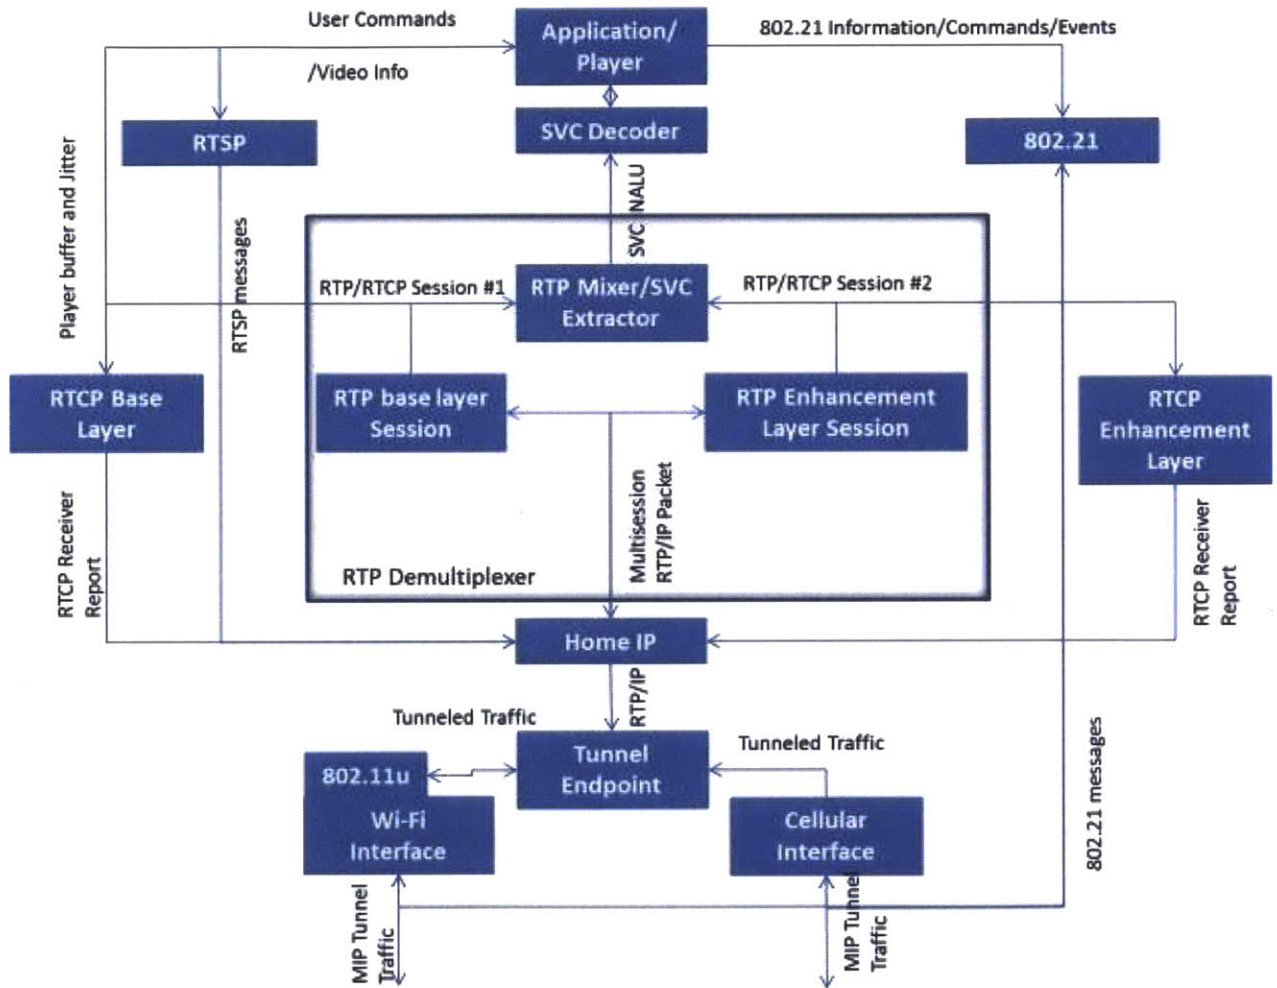 User Commands
/Video Info
Application/
Player
802.21 Information/Commands/Events
RTSP
SVC Decoder
802.21
Player buffer and Jitter
RTSP messages
SVC NALU
RTP/RTCP Session #1
RTP Mixer/SVC
Extractor
RTP/RTCP Session #2
RTCP Base
Layer
RTP base layer
Session
RTP Enhancement
Layer Session
RTCP
Enhancement
Layer
RTCP Receiver
Report
Multisession
RTP/IP Packet
RTCP Receiver
Report
RTP Demultiplexer
Home IP
RTP/IP
Tunneled Traffic
Tunnel
Endpoint
Tunneled Traffic
802.11u
Wi-Fi
Interface
Cellular
Interface
802.21 messages
MIP Tunnel
Traffic
MIP Tunnel
Traffic